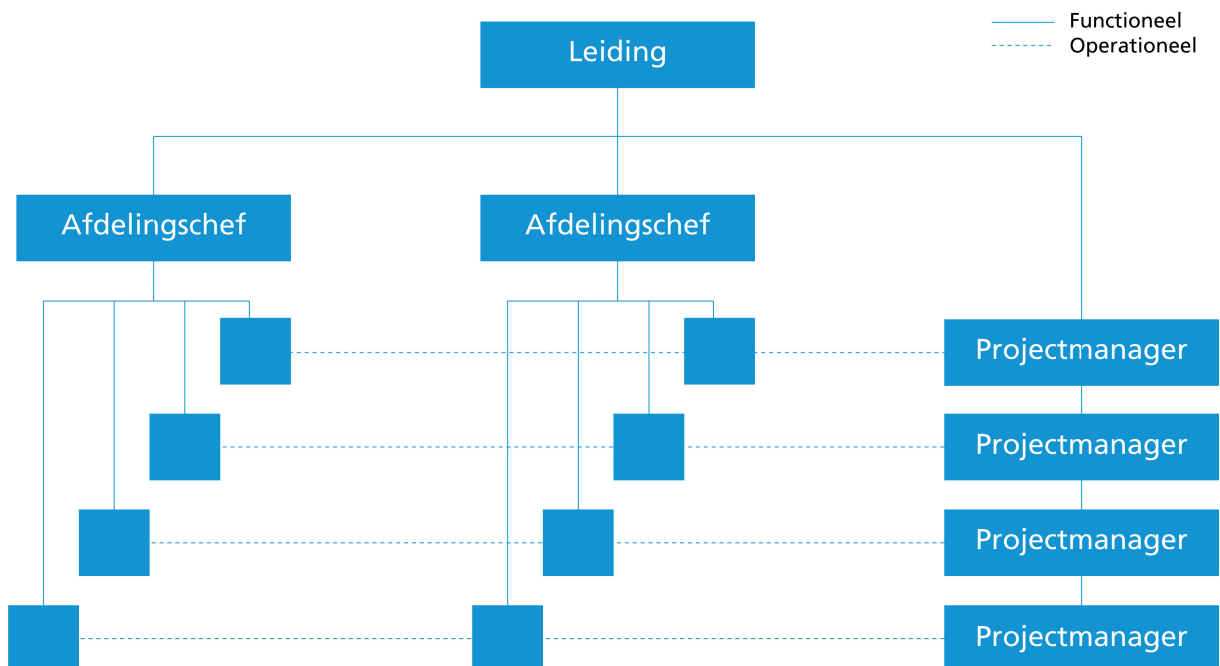 Leiding
Functioneel
Operationeel
Afdelingschef
Afdelingschef
Projectmanager
Projectmanager
Projectmanager
Projectmanager